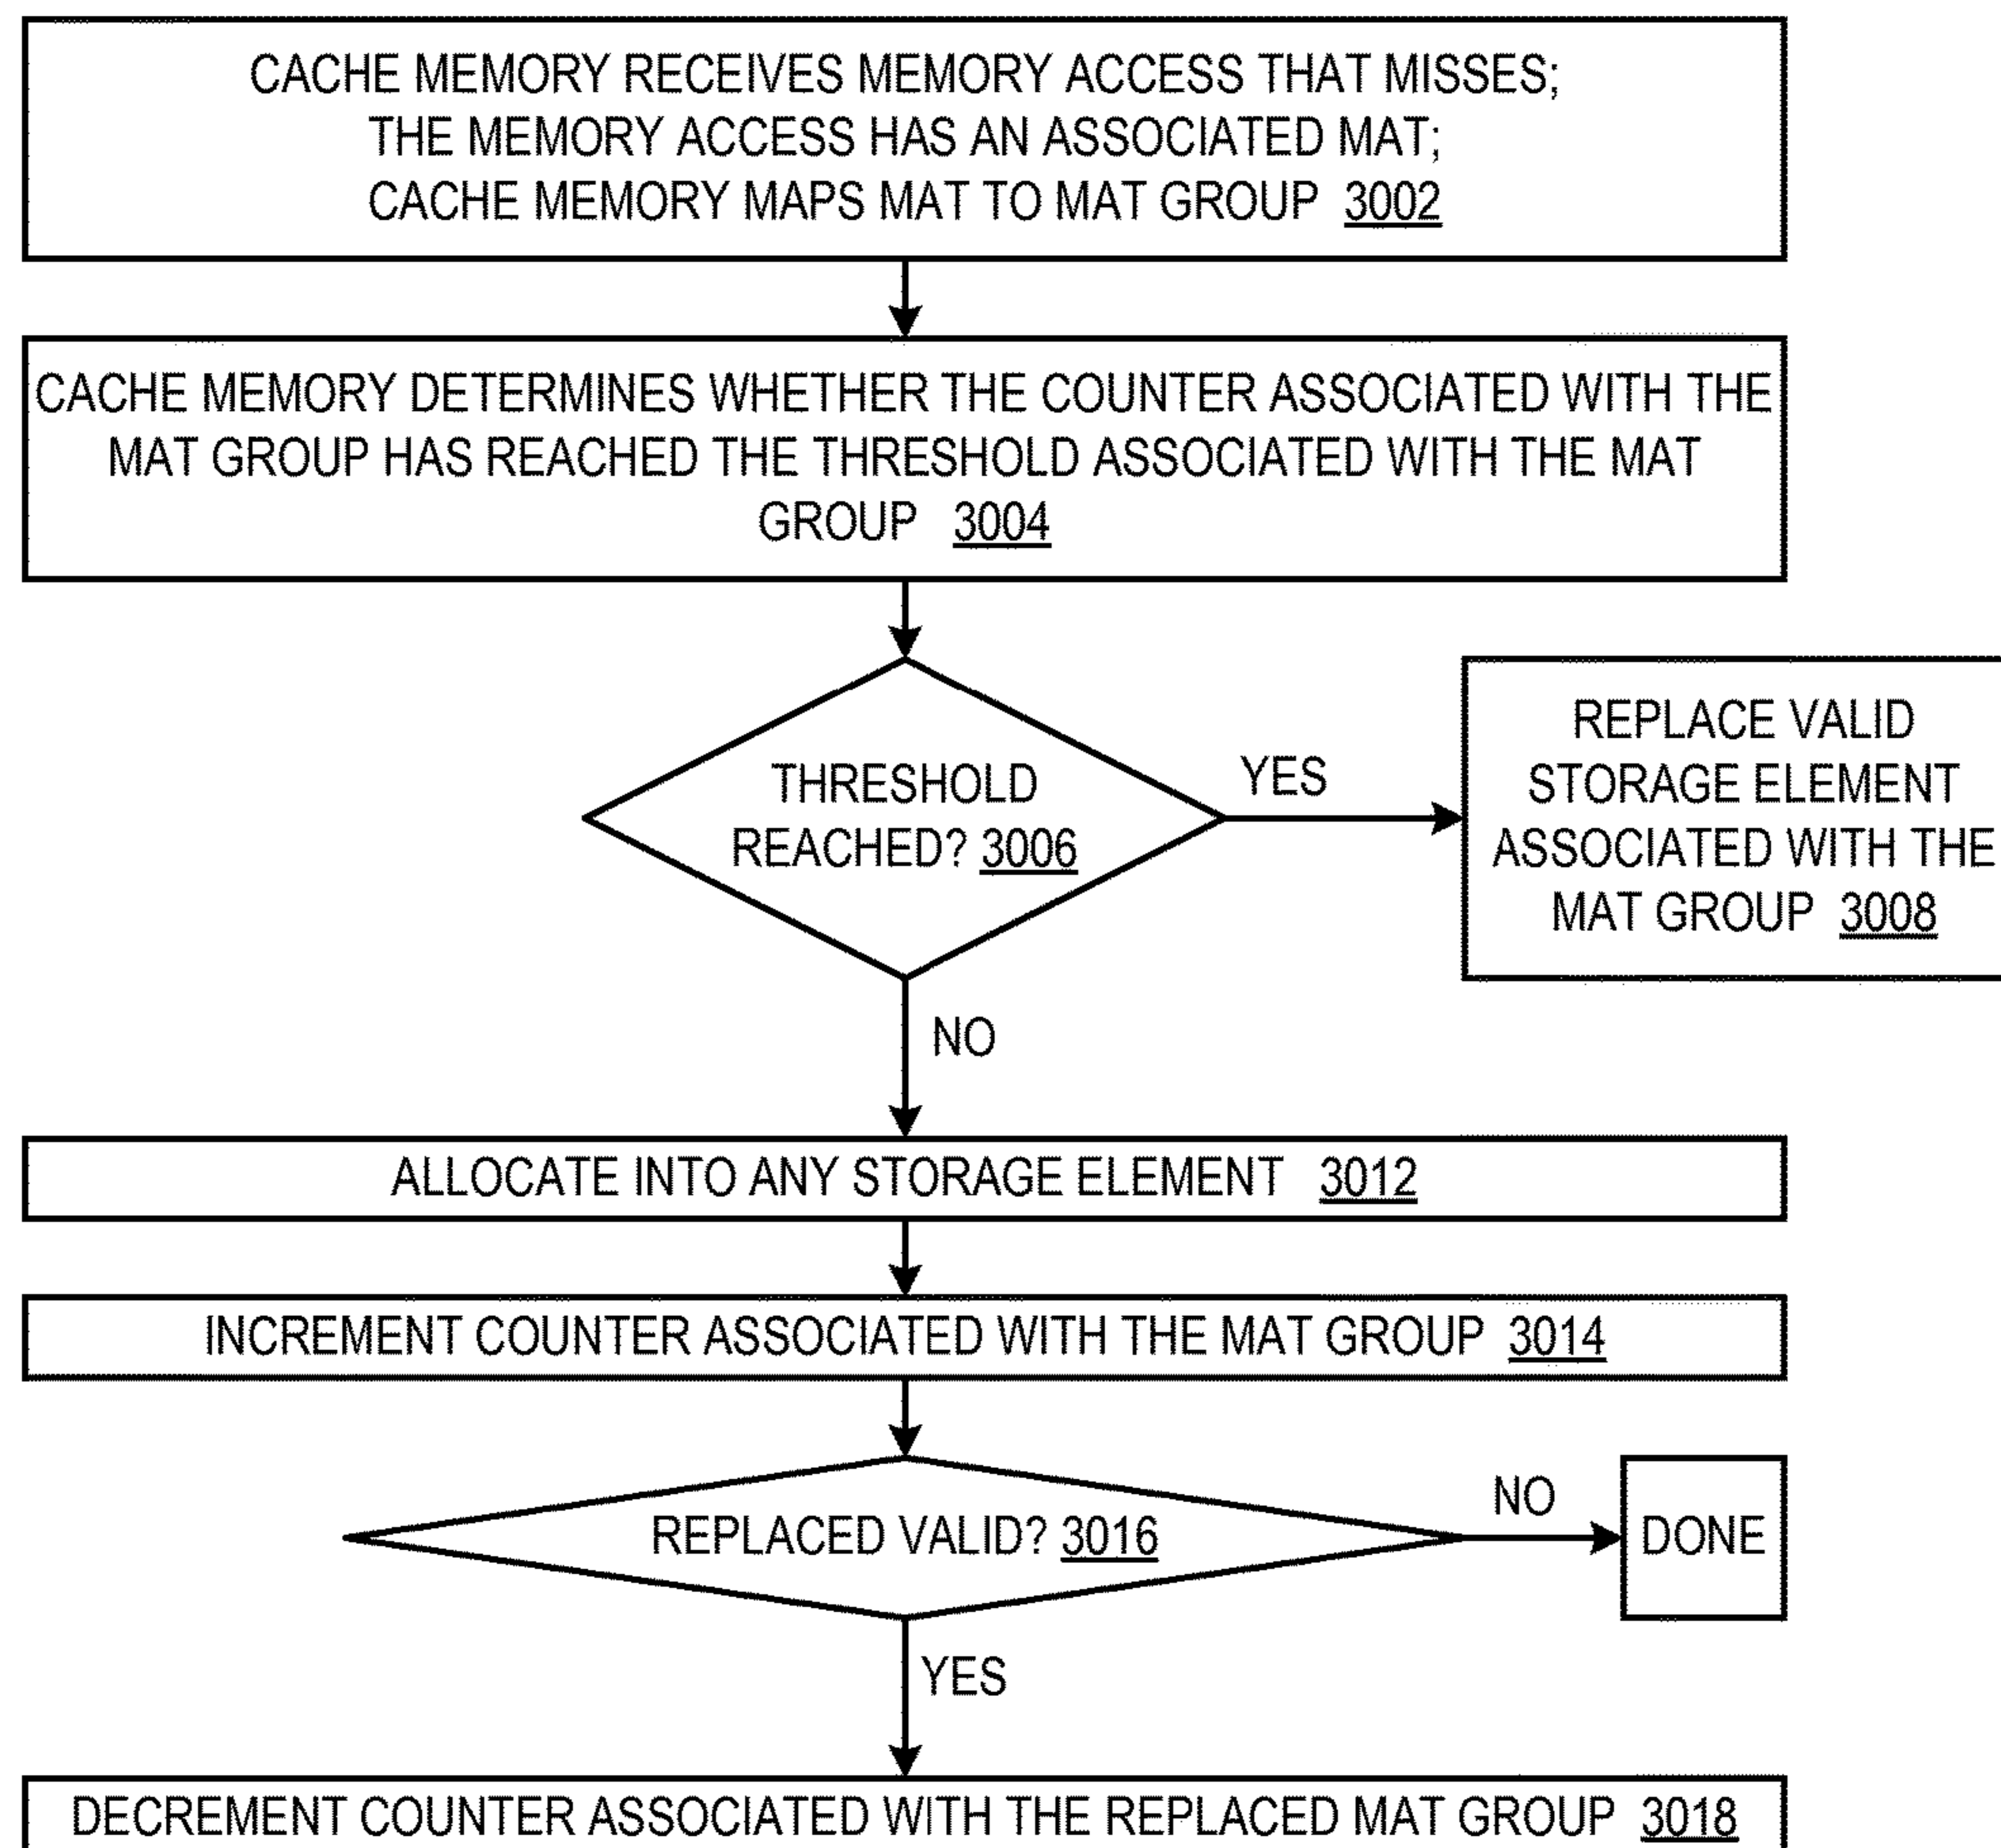 CACHE MEMORY RECEIVES MEMORY ACCESS THAT MISSES;
THE MEMORY ACCESS HAS AN ASSOCIATED MAT;
CACHE MEMORY MAPS MAT TO MAT GROUP 3002
CACHE MEMORY DETERMINES WHETHER THE COUNTER ASSOCIATED WITH THE
MAT GROUP HAS REACHED THE THRESHOLD ASSOCIATED WITH THE MAT
GROUP 3004
THRESHOLD
REACHED? 3006
YES
REPLACE VALID
STORAGE ELEMENT
ASSOCIATED WITH THE
MAT GROUP 3008
NO
ALLOCATE INTO ANY STORAGE ELEMENT 3012
INCREMENT COUNTER ASSOCIATED WITH THE MAT GROUP 3014
REPLACED VALID? 3016
NO
DONE
YES
DECREMENT COUNTER ASSOCIATED WITH THE REPLACED MAT GROUP 3018